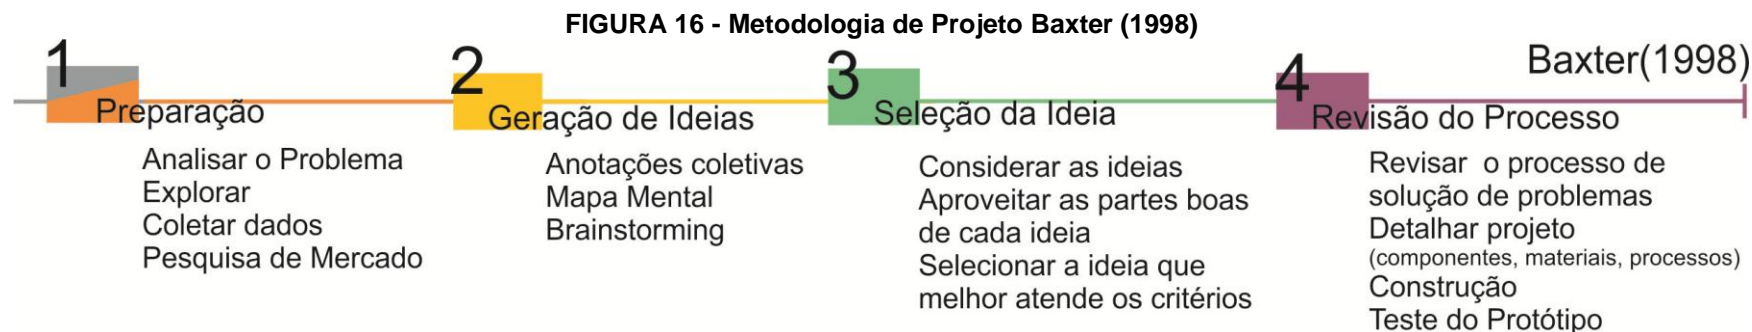 FIGURA 16 - Metodologia de Projeto Baxter (1998)
Baxter(1998)
1
Preparação
Analisar o Problema
Explorar
Coletar dados
Pesquisa de Mercado
2
Geração de Ideias
Anotações coletivas
Mapa Mental
Brainstorming
3
Seleção da Ideia
Considerar as ideias
Aproveitar as partes boas
de cada ideia
Selecionar a ideia que
melhor atende os critérios
4
Revisão do Processo
Revisar o processo de
solução de problemas
Detalhar projeto
(componentes, materiais, processos)
Construção
Teste do Protótipo